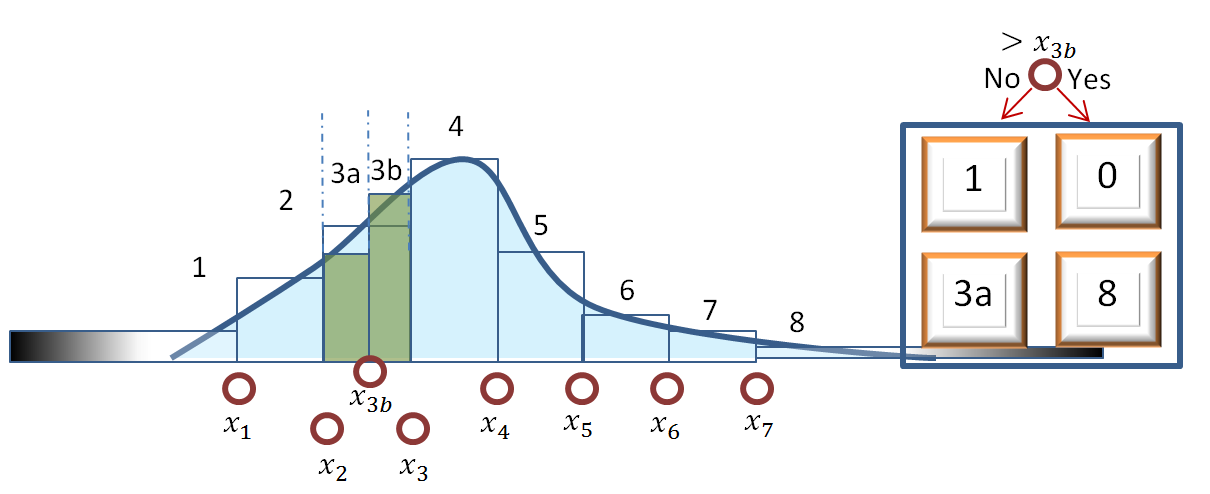 > x₃b
No Yes
1 0
3a 8
4
3a 3b
2
5
1
6
7
8
x₃b
x₁ x₄ x₅ x₆ x₇
x₂ x₃